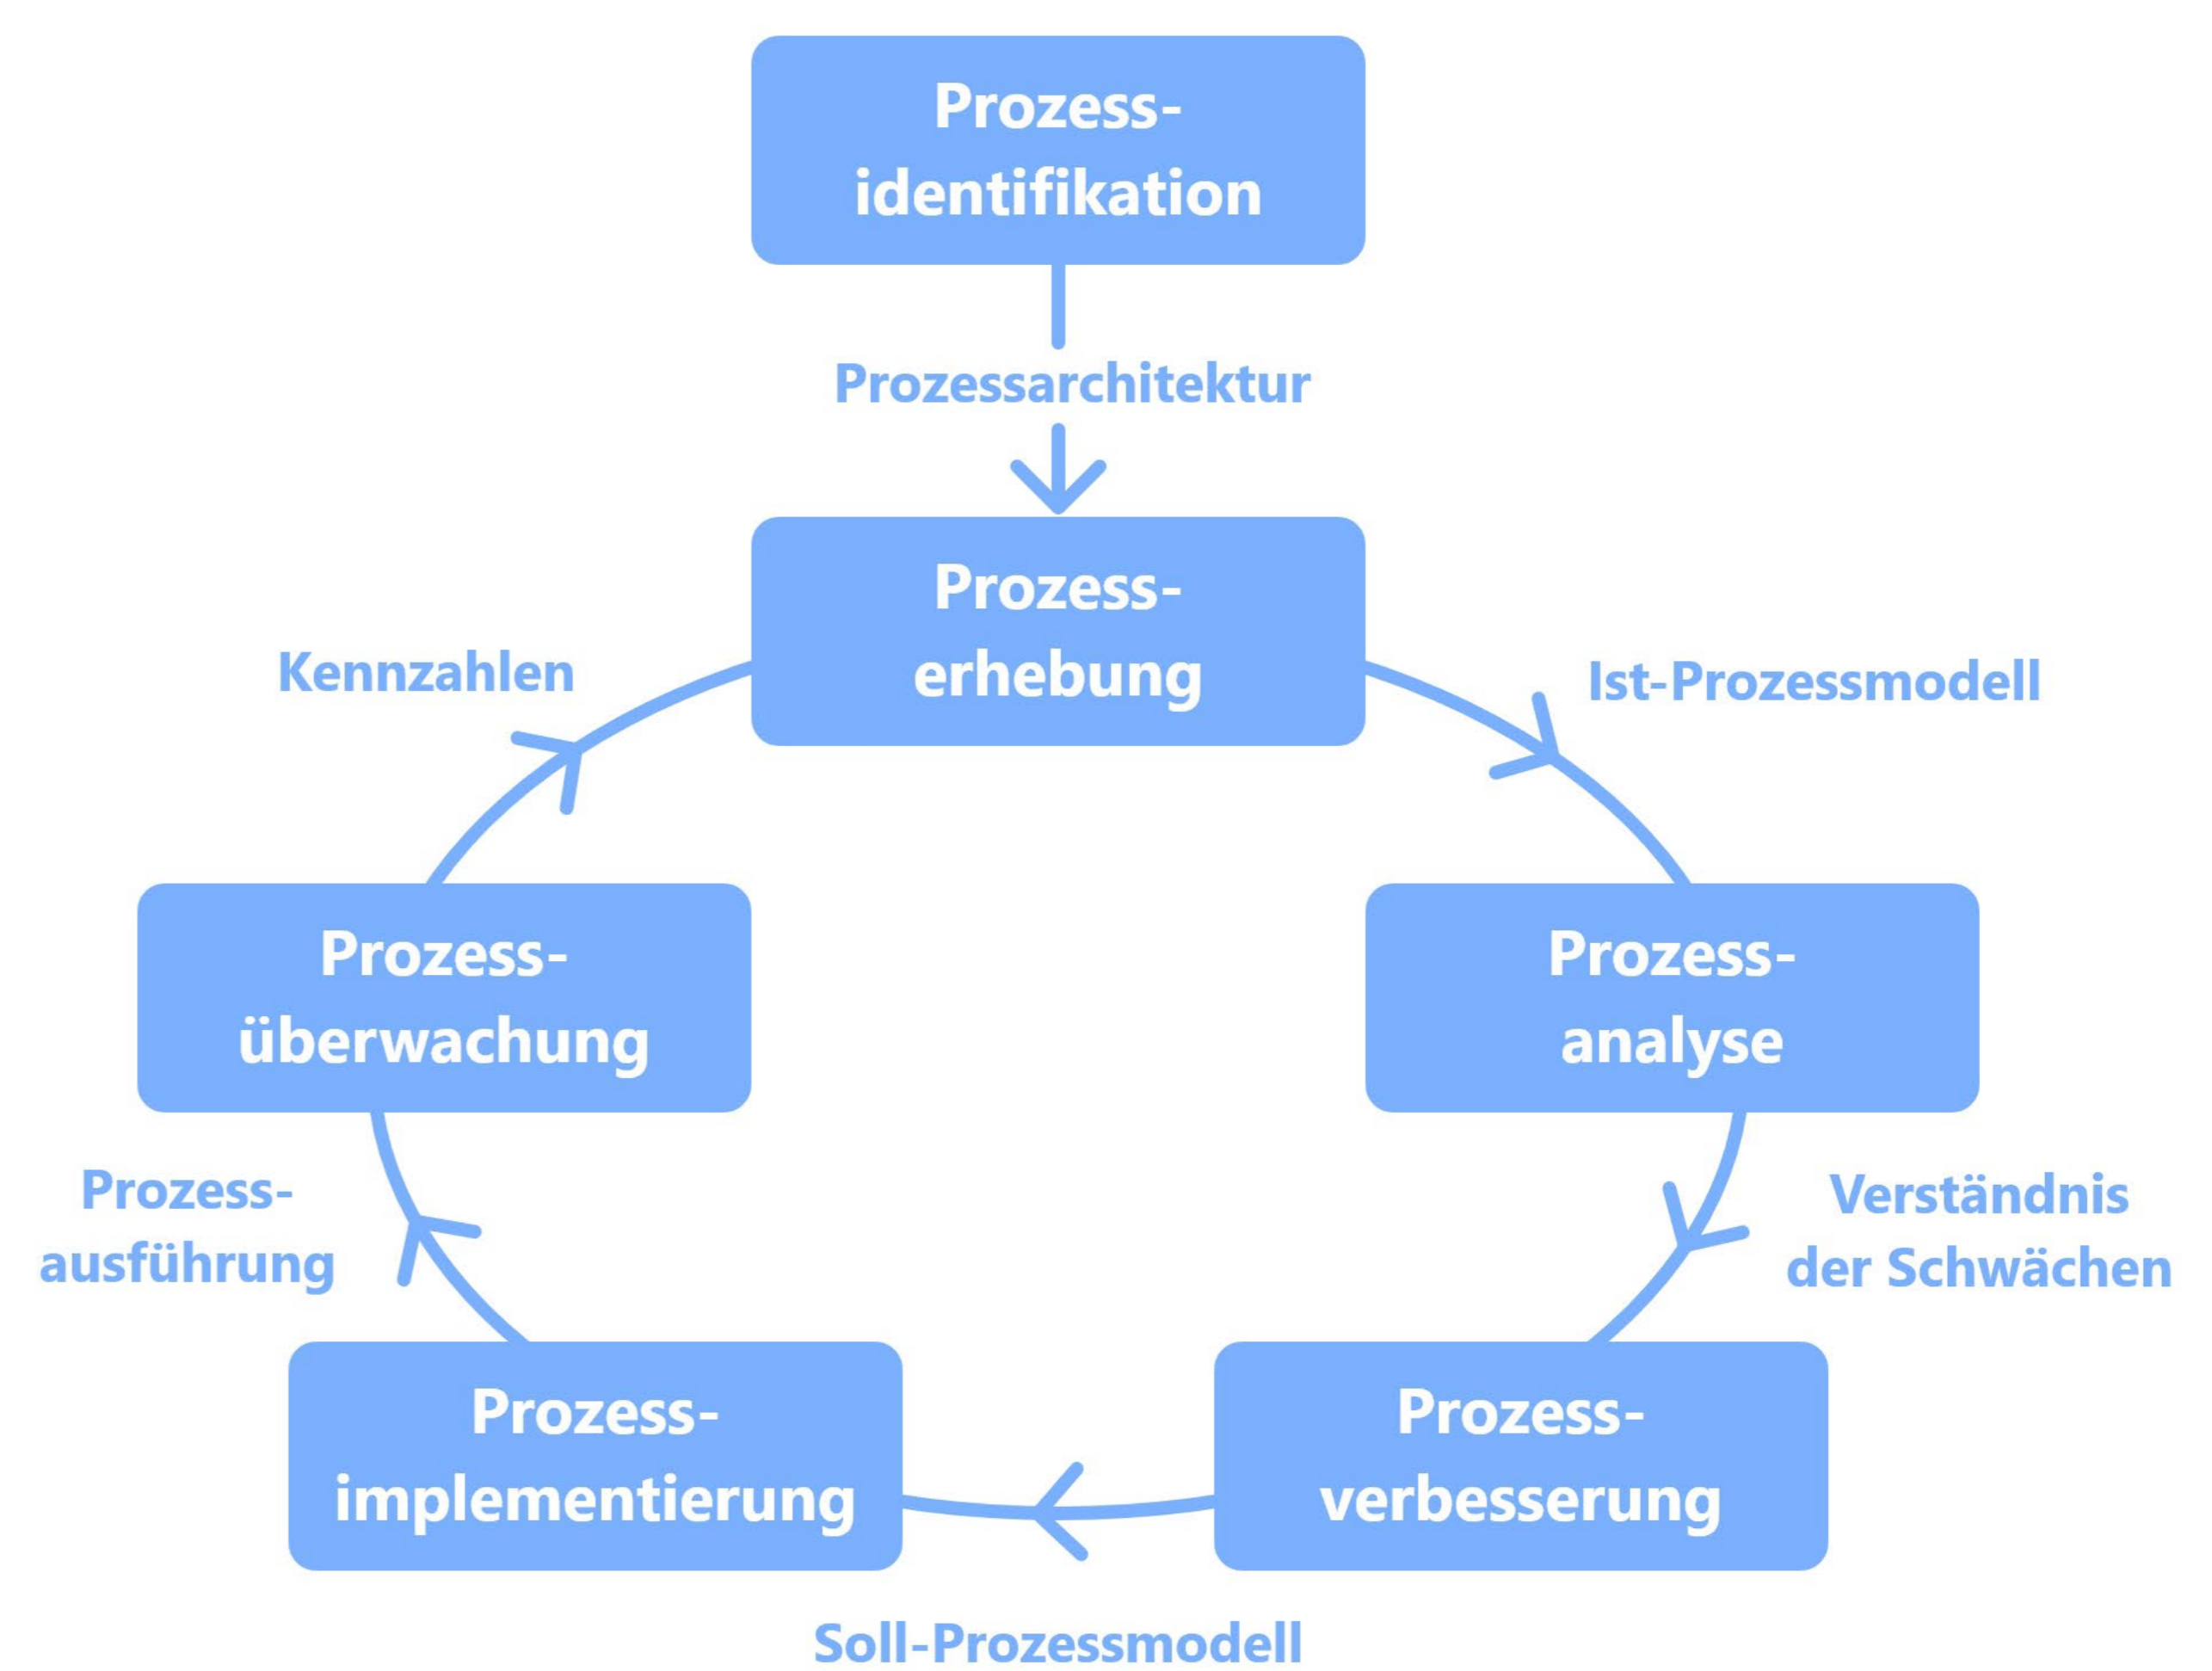 Prozess-
identifikation
Prozessarchitektur
Prozess-
erhebung
Kennzahlen
Ist-Prozessmodell
Prozess-
überwachung
Prozess-
analyse
Prozess-
ausführung
Verständnis
der Schwächen
Prozess-
implementierung
Prozess-
verbesserung
Soll-Prozessmodell